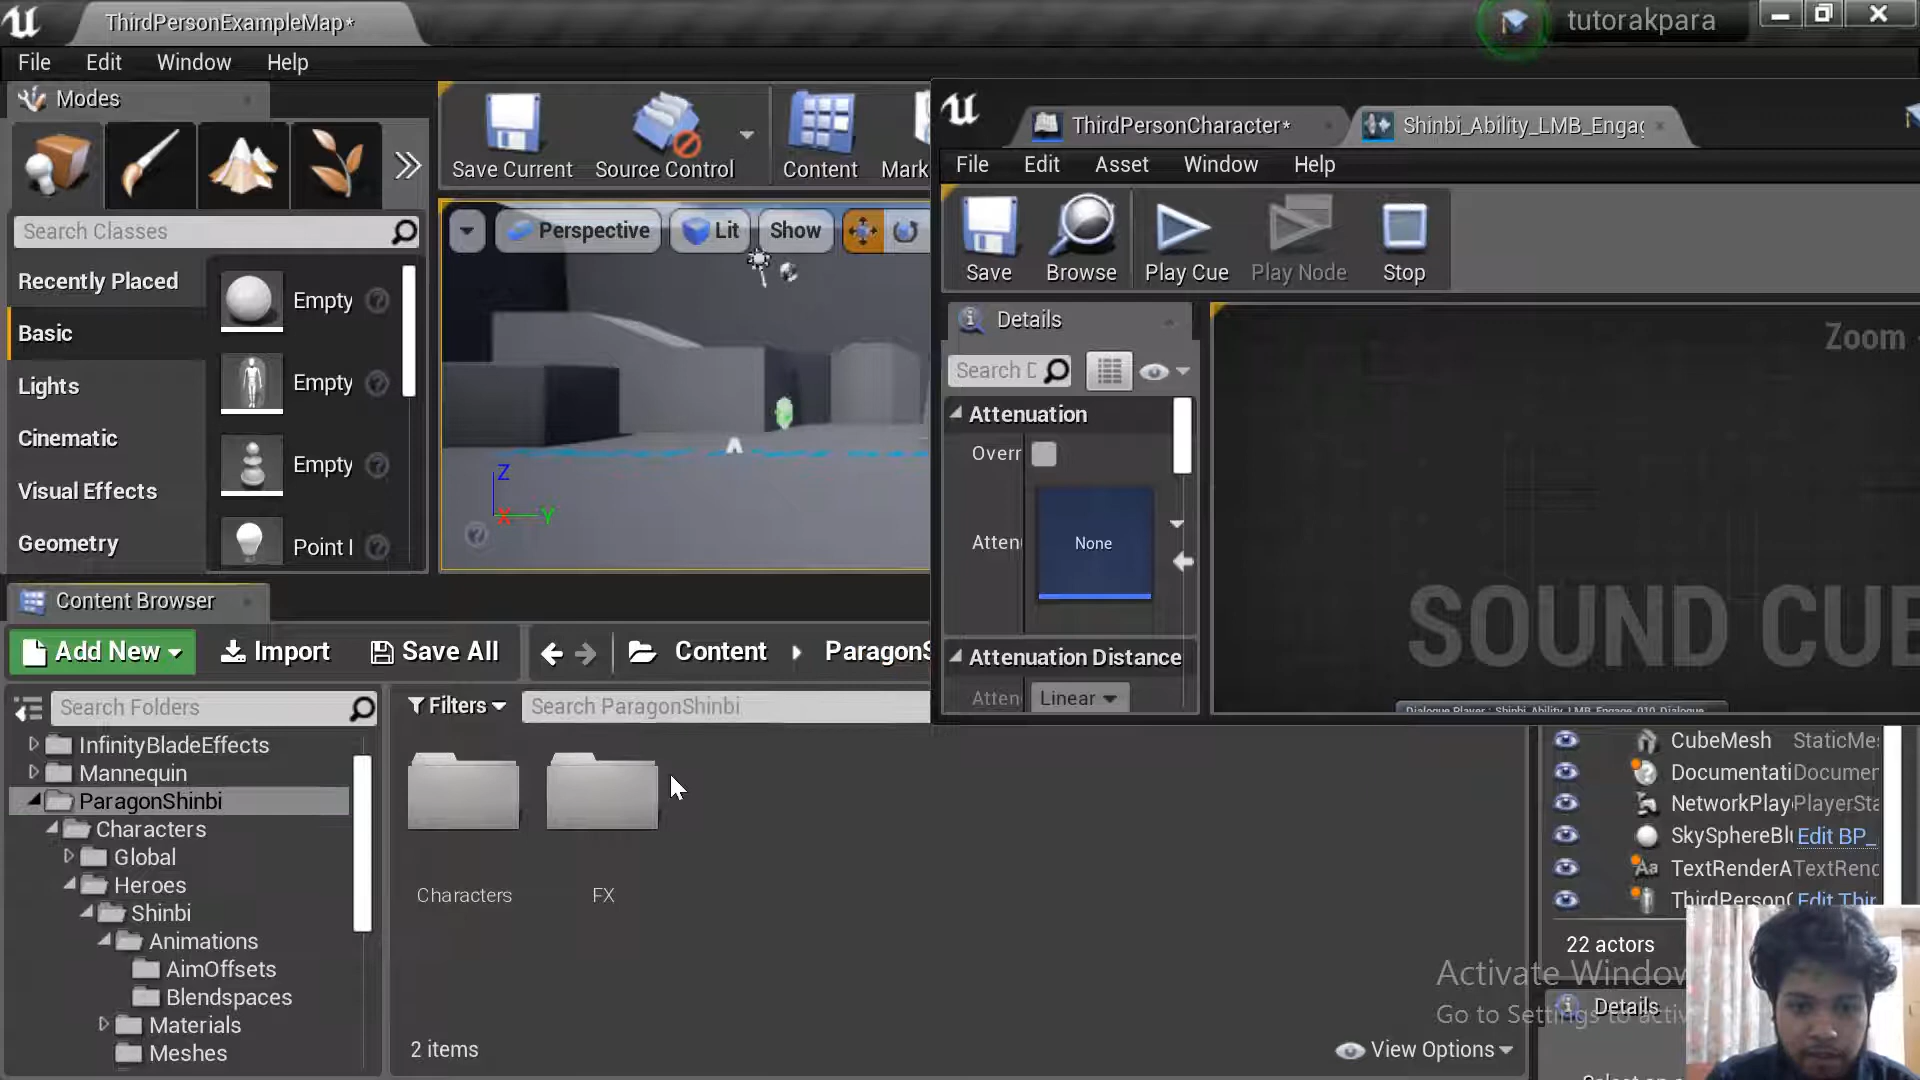 ThirdPersonExampleMap*
tutorakpara
File Edit Window Help
Modes
Save Current
Source Control
Content
Mark
Search Classes
Recently Placed
Basic
Lights
Cinematic
Visual Effects
Geometry
Empty
Empty
Empty
Point
Perspective
Lit
Show
Z
X
Y
ThirdPersonCharacter*
Shinbi_Ability_LMB_Engag
File Edit Asset Window Help
Save
Browse
Play Cue
Play Node
Stop
Details
Search D
Attenuation
Overr
Atten
None
Attenuation Distance
Atten
Linear
Zoom
SOUND CUE
Dialogue Player : Shinbi_Ability_LMB_Engage_010_Dialogue
Content Browser
Add New
Import
Save All
Content
ParagonS
Search Folders
Filters
Search ParagonShinbi
InfinityBladeEffects
Mannequin
ParagonShinbi
Characters
Global
Heroes
Shinbi
Animations
AimOffsets
Blendspaces
Materials
Meshes
Characters
FX
2 items
View Options
CubeMesh StaticMes
Documentati Documen
NetworkPlay PlayerSta
SkySphereBlu Edit BP_
TextRenderA TextRend
ThirdPersonC Edit Thir
22 actors
Activate Window
Go to Settings to activ
Details